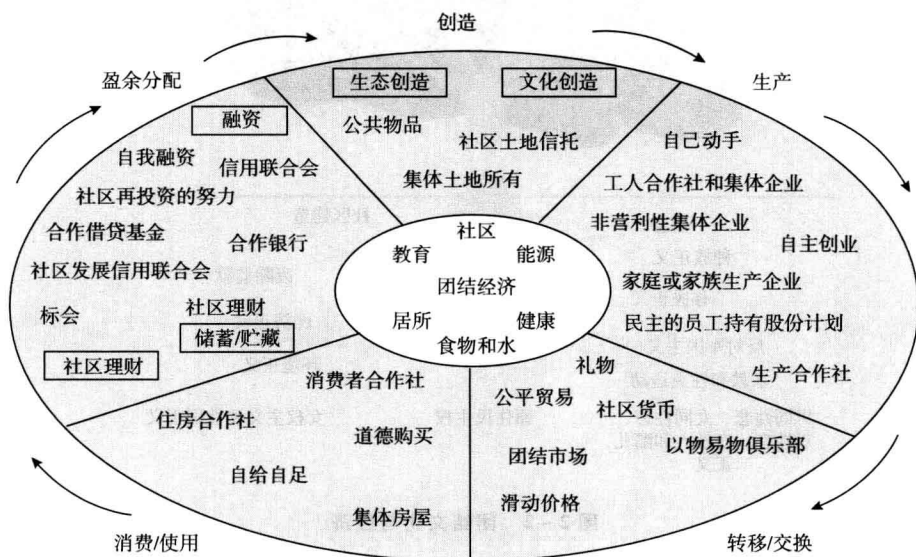 创造
盈余分配
生产
生态创造
文化创造
融资
公共物品
社区土地信托
自己动手
自我融资
信用联合会
集体土地所有
工人合作社和集体企业
社区再投资的努力
非营利性集体企业
合作借贷基金
合作银行
社区
自主创业
教育
能源
社区发展信用联合会
团结经济
家庭或家族生产企业
标会
社区理财
居所
健康
民主的员工持有股份计划
储蓄/贮藏
食物和水
社区理财
礼物
消费者合作社
公平贸易
生产合作社
住房合作社
社区货币
道德购买
以物易物俱乐部
团结市场
自给自足
滑动价格
集体房屋
消费/使用
转移/交换